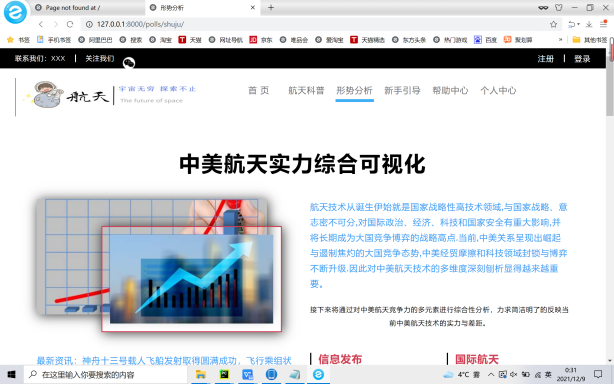 Page not found at /
形势分析
127.0.0.1:8000/polls/shuju/
书签
手机书签
阿里巴巴
搜索
淘宝
天猫
网址导航
京东
唯品会
爱淘宝
天猫精选
东方头条
热门游戏
百度
聚划算
其他书签
联系我们：XXX | 关注我们
注册 | 登录
航天
宇宙无穷 探索不止
The future of space
首 页
航天科普
形势分析
新手引导
帮助中心
个人中心
中美航天实力综合可视化
航天技术从诞生伊始就是国家战略性高技术领域,与国家战略、意
志密不可分,对国际政治、经济、科技和国家安全有重大影响,并
将长期成为大国竞争博弈的战略高点.当前,中美关系呈现出崛起
与遏制焦灼的大国竞争态势,中美经贸摩擦和科技领域封锁与博弈
不断升级.因此对中美航天技术的多维度深刻剖析显得越来越重
要。
接下来将通过对中美航天竞争力的多元素进行综合性分析，力求简洁明了的反映当
前中美航天技术的实力与差距。
最新资讯：神舟十三号载人飞船发射取得圆满成功，飞行乘组状
信息发布
国际航天
在这里输入你要搜索的内容
4°C 雾
英
0:31
2021/12/9